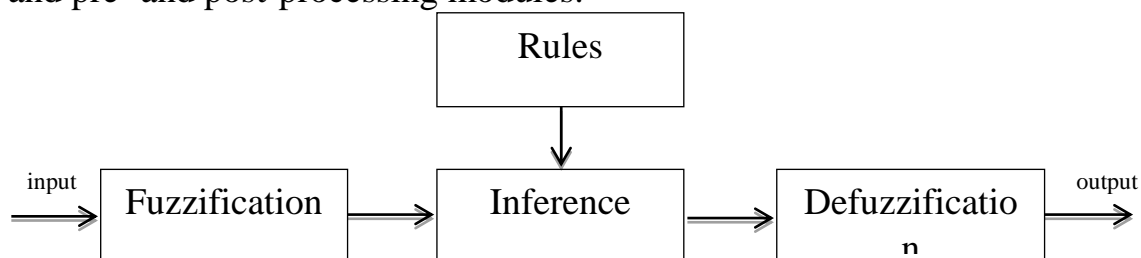 and pre- and post-processing modules.
Rules
input
Fuzzification
Inference
Defuzzificatio
n
output